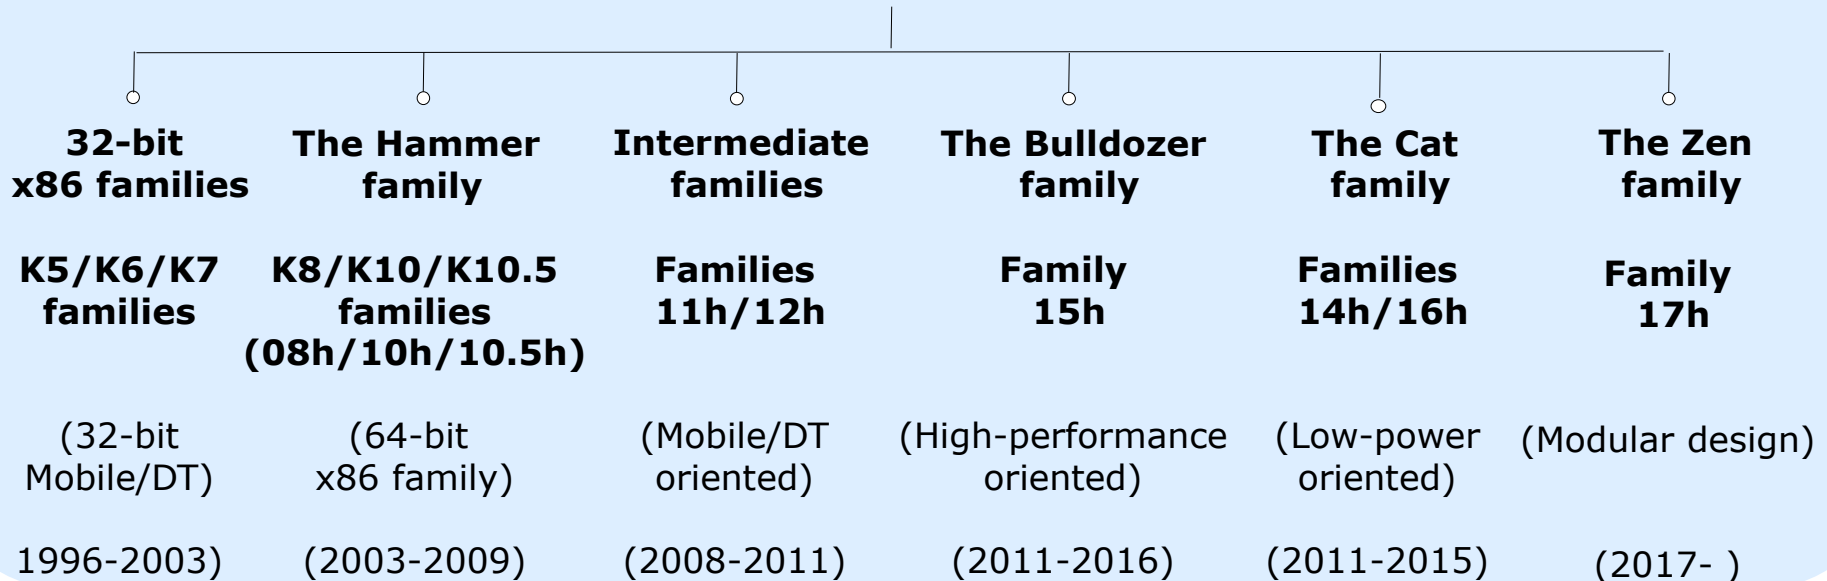 32-bit
x86 families
K5/K6/K7
families
(32-bit
Mobile/DT)
1996-2003)
The Hammer
family
K8/K10/K10.5
families
(08h/10h/10.5h)
(64-bit
x86 family)
(2003-2009)
Intermediate
families
Families
11h/12h
(Mobile/DT
oriented)
(2008-2011)
The Bulldozer
family
Family
15h
(High-performance
oriented)
(2011-2016)
The Cat
family
Families
14h/16h
(Low-power
oriented)
(2011-2015)
The Zen
family
Family
17h
(Modular design)
(2017- )